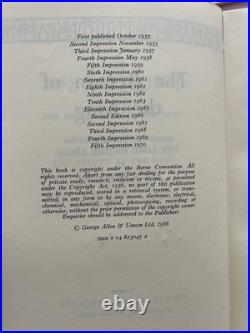 First published October 1955
Second Impression November 1955
Third Impression January 1957
Fourth Impression May 1958
Fifth Impression 1959
Sixth Impression 1960
Seventh Impression 1961
Eighth Impression 1961
Ninth Impression 1962
Tenth Impression 1963
Eleventh Impression 1965
Second Edition 1966
Second Impression 1967
Third Impression 1968
Fourth Impression 1969
Fifth Impression 1970
This book is copyright under the Berne Convention. All
rights reserved. Apart from any fair dealing for the purpose
of private study, research, criticism or review, as permitted
under the Copyright Act, 1956, no part of this publication
may be reproduced, stored in a retrieval system, or trans-
mitted, in any form or by any means, electronic, electrical,
chemical, mechanical, optical, photocopying, recording or
otherwise, without the prior permission of the copyright owner.
Enquiries should be addressed to the Publishers
© George Allen & Unwin Ltd, 1966
ISBN 0 04 823047 2